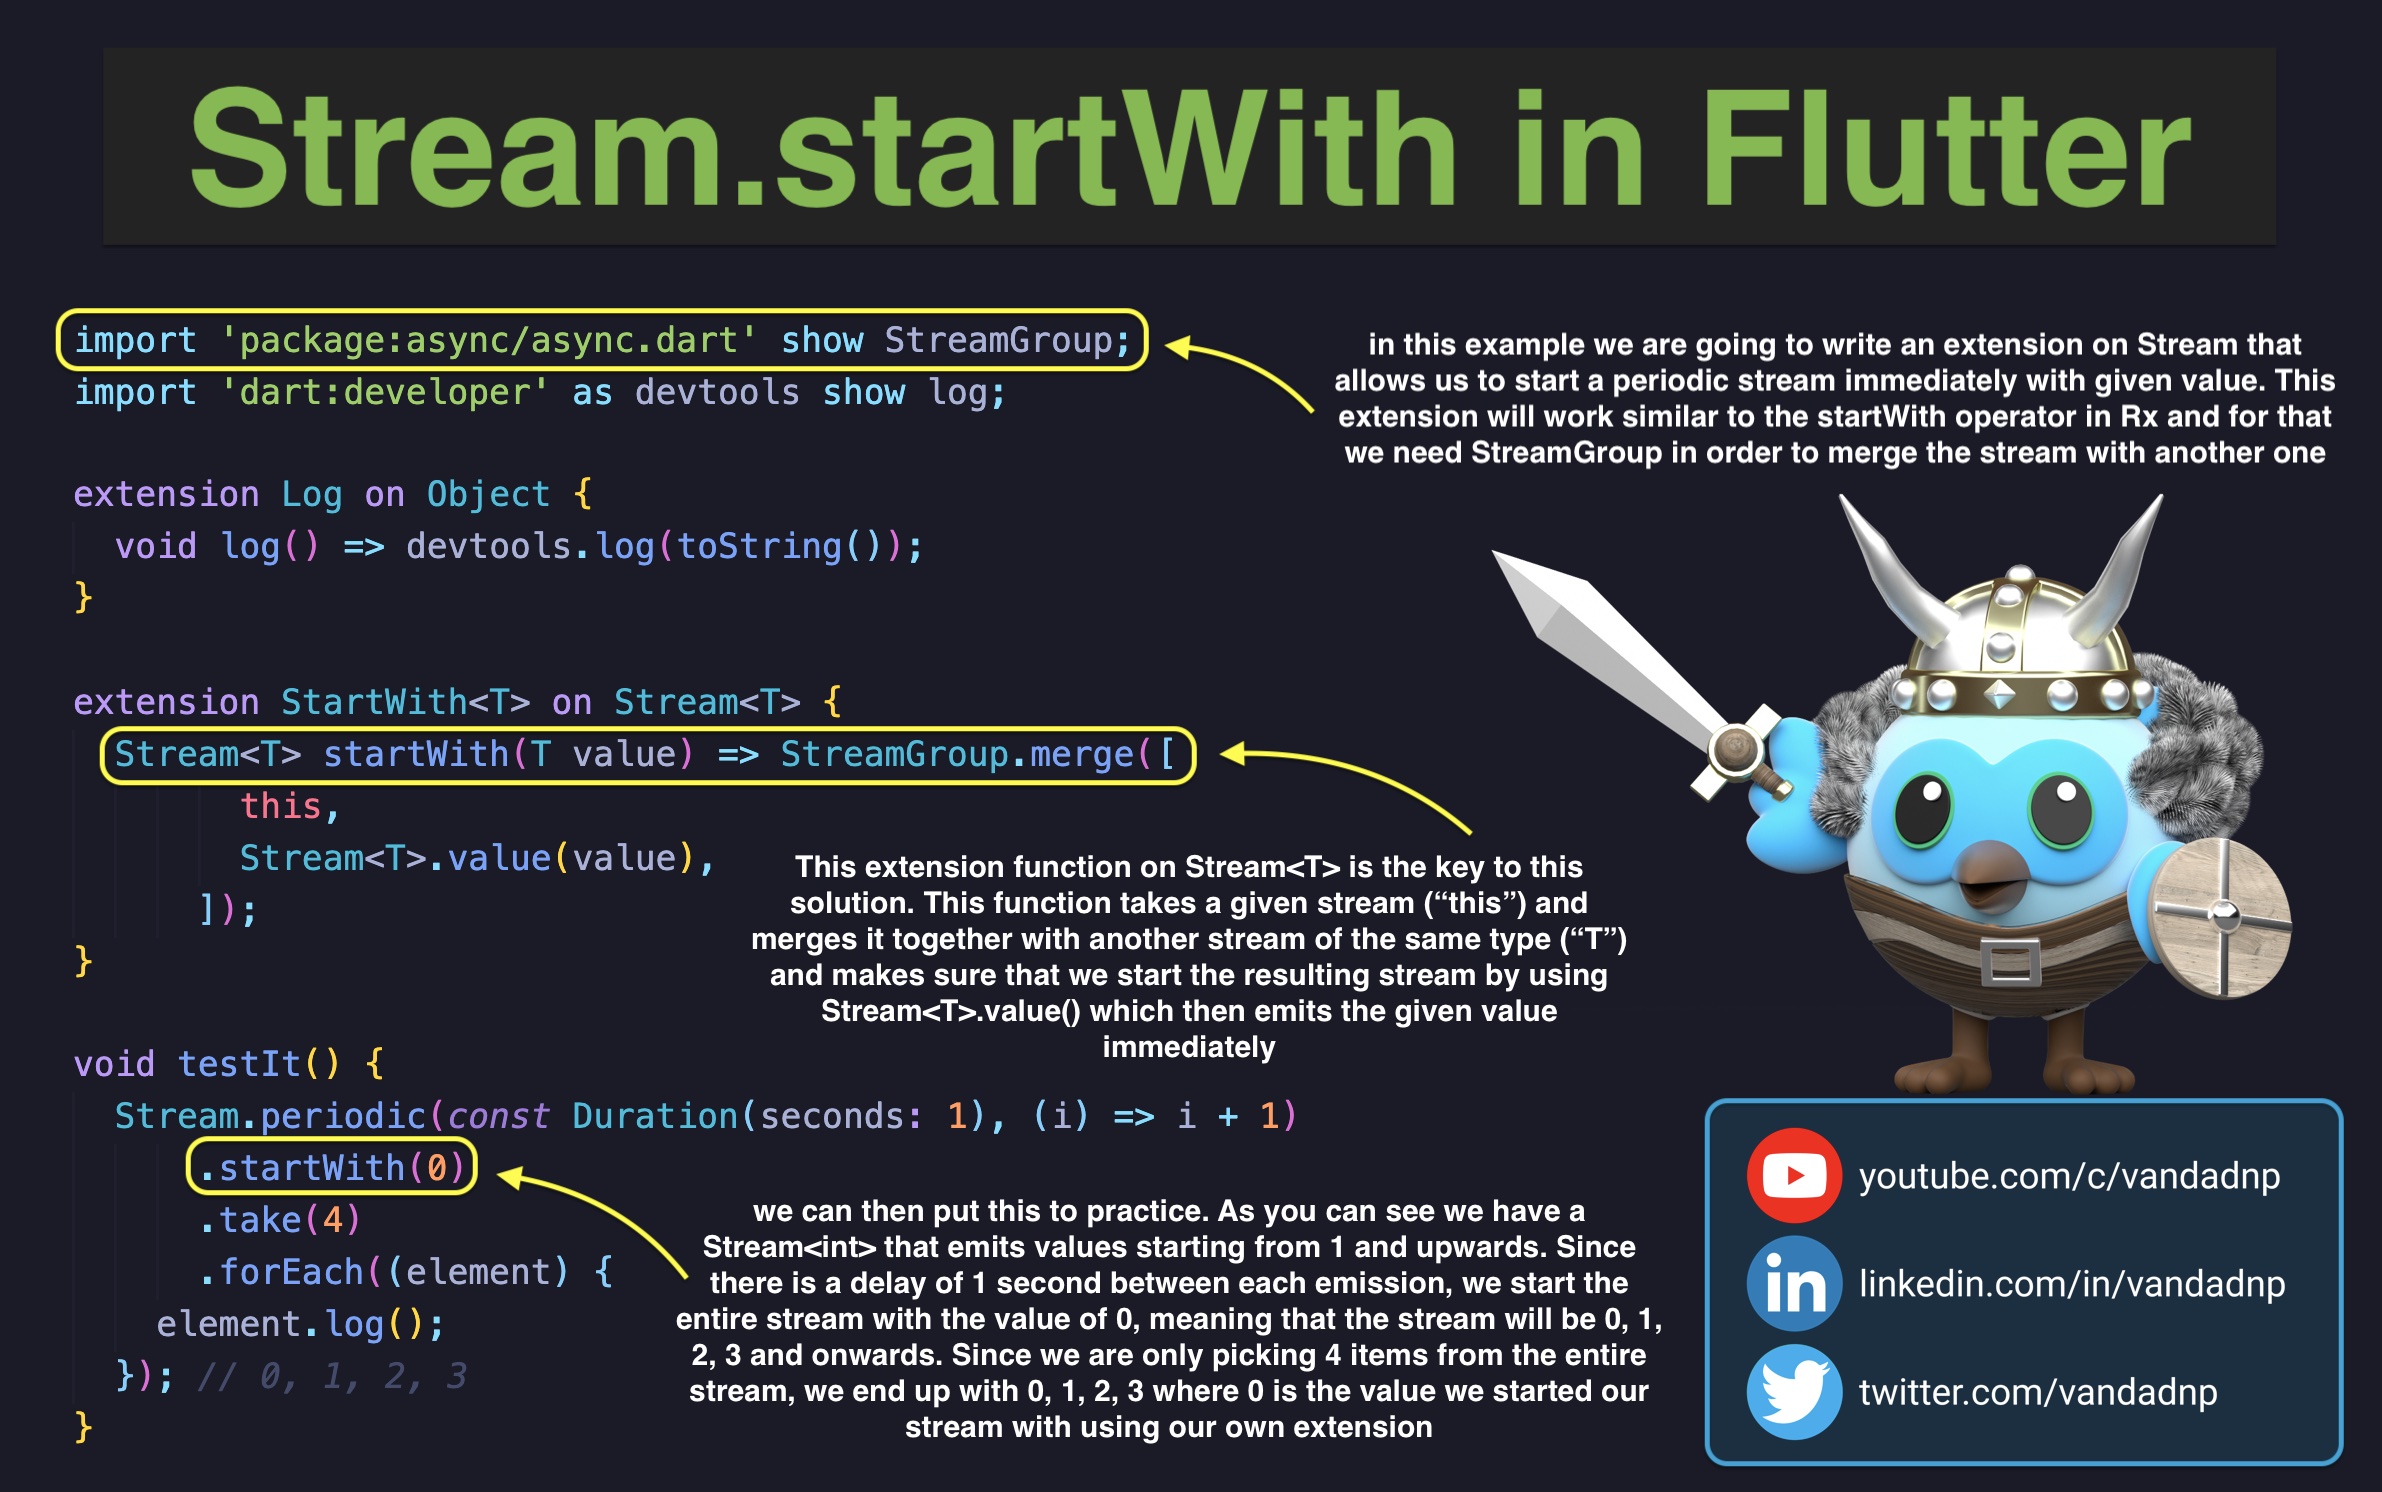 Stream.startWith in Flutter
import 'package:async/async.dart' show StreamGroup;
import 'dart:developer' as devtools show log;
in this example we are going to write an extension on Stream that
allows us to start a periodic stream immediately with given value. This
extension will work similar to the startWith operator in Rx and for that
we need StreamGroup in order to merge the stream with another one
extension Log on Object {
  void log() => devtools.log(toString());
}
extension StartWith<T> on Stream<T> {
  Stream<T> startWith(T value) => StreamGroup.merge([
        this,
        Stream<T>.value(value),
      ]);
}
This extension function on Stream<T> is the key to this
solution. This function takes a given stream (“this”) and
merges it together with another stream of the same type (“T”)
and makes sure that we start the resulting stream by using
Stream<T>.value() which then emits the given value
immediately
void testIt() {
  Stream.periodic(const Duration(seconds: 1), (i) => i + 1)
      .startWith(0)
      .take(4)
      .forEach((element) {
    element.log();
  }); // 0, 1, 2, 3
}
we can then put this to practice. As you can see we have a
Stream<int> that emits values starting from 1 and upwards. Since
there is a delay of 1 second between each emission, we start the
entire stream with the value of 0, meaning that the stream will be 0, 1,
2, 3 and onwards. Since we are only picking 4 items from the entire
stream, we end up with 0, 1, 2, 3 where 0 is the value we started our
stream with using our own extension
youtube.com/c/vandadnp
in linkedin.com/in/vandadnp
twitter.com/vandadnp